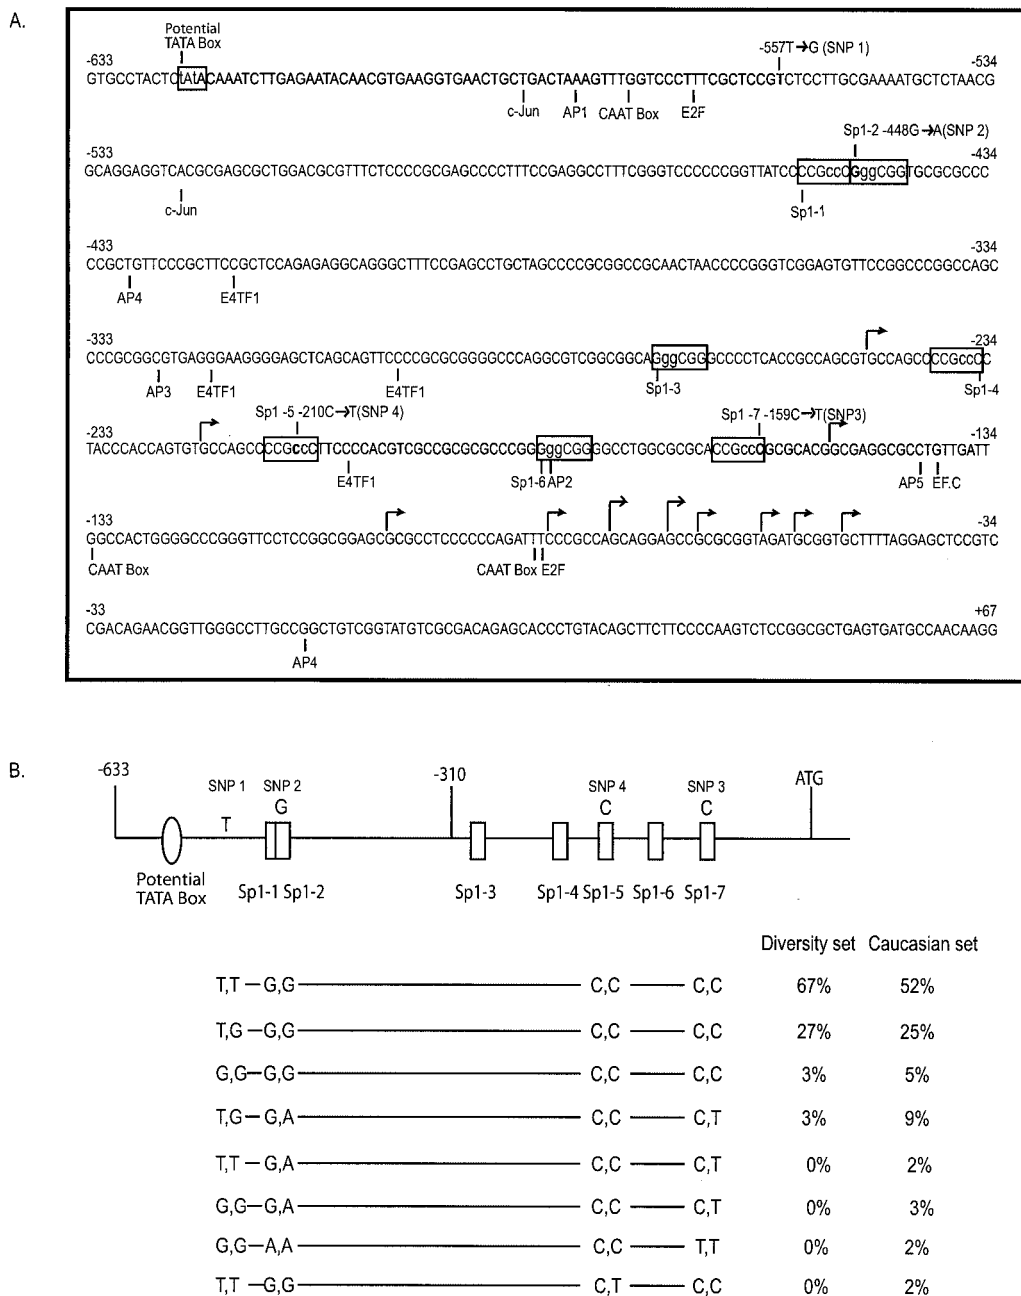 A.
Potential
TATA Box
-557T→G (SNP 1)
-633 -534
GTGCCTACTCtAtACAAATCTTGAGAATACAACGTGAAGGTGAACTGCTGACTAAAGTTTGGTCCCTTTCGCTCCGTCTCCTTGCGAAAATGCTCTAACG
c-Jun AP1 CAAT Box E2F
Sp1-2 -448G→A(SNP 2)
-533 -434
GCAGGAGGTCACGCGAGCGCTGGACGCGTTTCTCCCCGCGAGCCCCTTTCCGAGGCCTTTCGGGTCCCCCCGGTTATCCCCGcccGgggCGGTGCGCGCCC
c-Jun Sp1-1
-433 -334
CCGCTGTTCCCGCTTCCGCTCCAGAGAGGCAGGGCTTTCCGAGCCTGCTAGCCCCGCGGCCGCAACTAACCCCGGGTCGGAGTGTTCCGGCCCGGCCAGC
AP4 E4TF1
-333 -234
CCCGCGGCGTGAGGGAAGGGGAGCTCAGCAGTTCCCCGCGCGGGGCCCAGGCGTCGGCGGCAGggCGGGCCCCTCACCGCCAGCGTGCCAGCCCCGccCC
AP3 E4TF1 E4TF1 Sp1-3 Sp1-4
Sp1 -5 -210C→T(SNP 4) Sp1 -7 -159C→T(SNP3)
-233 -134
TACCCACCAGTGTGCCAGCCCCGccCTTCCCCACGTCGCCGCGCGCCCGGGggCGGGGCCTGGCGCGCACCGccCGCGCACGGCGAGGCGCCTGTTGATT
E4TF1 Sp1-6 AP2 AP5 EF.C
-133 -34
GGCCACTGGGGCCCGGGTTCCTCCGGCGGAGCGCGCCTCCCCCCAGATTTCCCGCCAGCAGGAGCCGCGCGGTAGATGCGGTGCTTTTAGGAGCTCCGTC
CAAT Box CAAT Box E2F
-33 +67
CGACAGAACGGTTGGGCCTTGCCGGCTGTCGGTATGTCGCGACAGAGCACCCTGTACAGCTTCTTCCCCAAGTCTCCGGCGCTGAGTGATGCCAACAAGG
AP4
B.
-633 -310 ATG
SNP 1 SNP 2 SNP 4 SNP 3
T G C C
Potential
TATA Box
Sp1-1 Sp1-2 Sp1-3 Sp1-4 Sp1-5 Sp1-6 Sp1-7
Diversity set Caucasian set
T,T G,G C,C C,C 67% 52%
T,G G,G C,C C,C 27% 25%
G,G G,G C,C C,C 3% 5%
T,G G,A C,C C,T 3% 9%
T,T G,A C,C C,T 0% 2%
G,G G,A C,C C,T 0% 3%
G,G A,A C,C T,T 0% 2%
T,T G,G C,T C,C 0% 2%